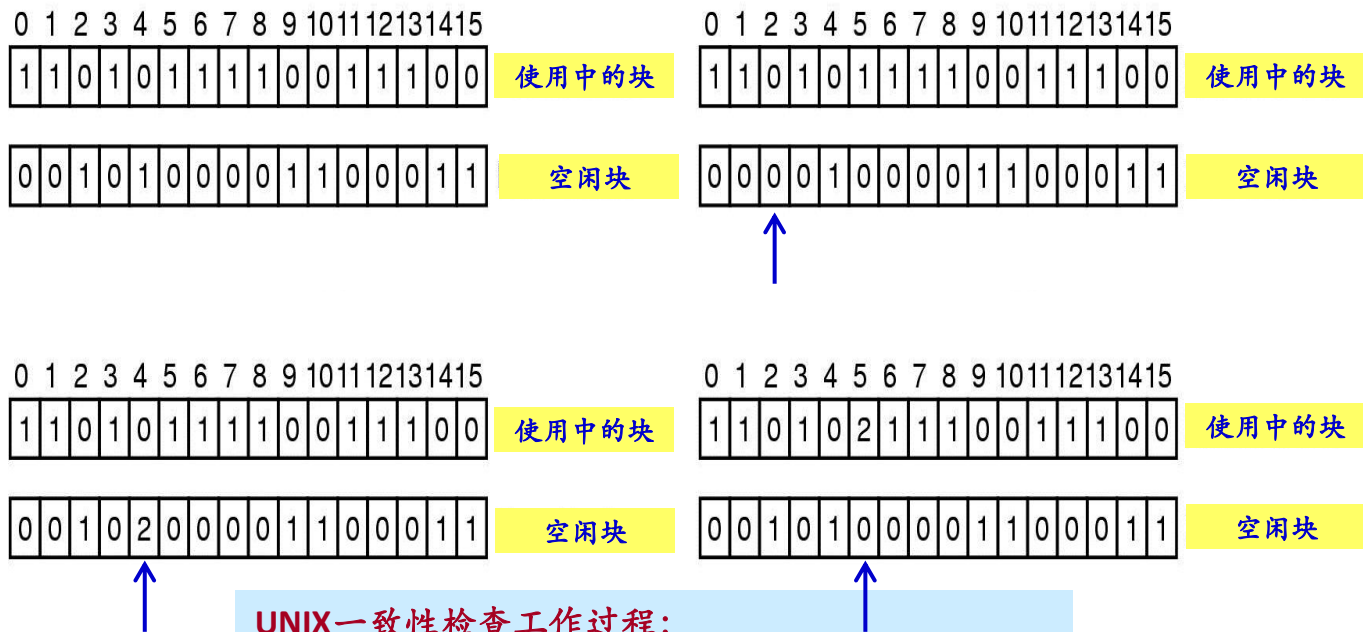 0 1 2 3 4 5 6 7 8 9 10 11 12 13 14 15
1 1 0 1 0 1 1 1 1 0 0 1 1 1 0 0 使用中的块
0 0 1 0 1 0 0 0 0 1 1 0 0 0 1 1 空闲块
0 1 2 3 4 5 6 7 8 9 10 11 12 13 14 15
1 1 0 1 0 1 1 1 1 0 0 1 1 1 0 0 使用中的块
0 0 0 0 1 0 0 0 0 1 1 0 0 0 1 1 空闲块
0 1 2 3 4 5 6 7 8 9 10 11 12 13 14 15
1 1 0 1 0 1 1 1 1 0 0 1 1 1 0 0 使用中的块
0 0 1 0 2 0 0 0 0 1 1 0 0 0 1 1 空闲块
0 1 2 3 4 5 6 7 8 9 10 11 12 13 14 15
1 1 0 1 0 2 1 1 1 0 0 1 1 1 0 0 使用中的块
0 0 1 0 1 0 0 0 0 1 1 0 0 0 1 1 空闲块
UNIX一致性检查工作过程: